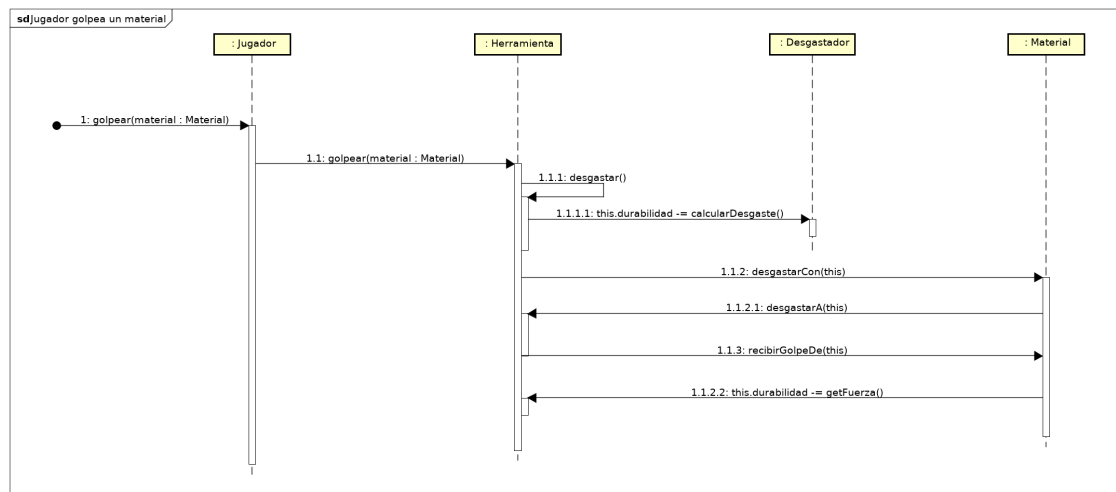 sd Jugador golpea un material
: Jugador
: Herramienta
: Desgastador
: Material
1: golpear(material : Material)
1.1: golpear(material : Material)
1.1.1: desgastar()
1.1.1.1: this.durabilidad -= calcularDesgaste()
1.1.2: desgastarCon(this)
1.1.2.1: desgastarA(this)
1.1.3: recibirGolpeDe(this)
1.1.2.2: this.durabilidad -= getFuerza()